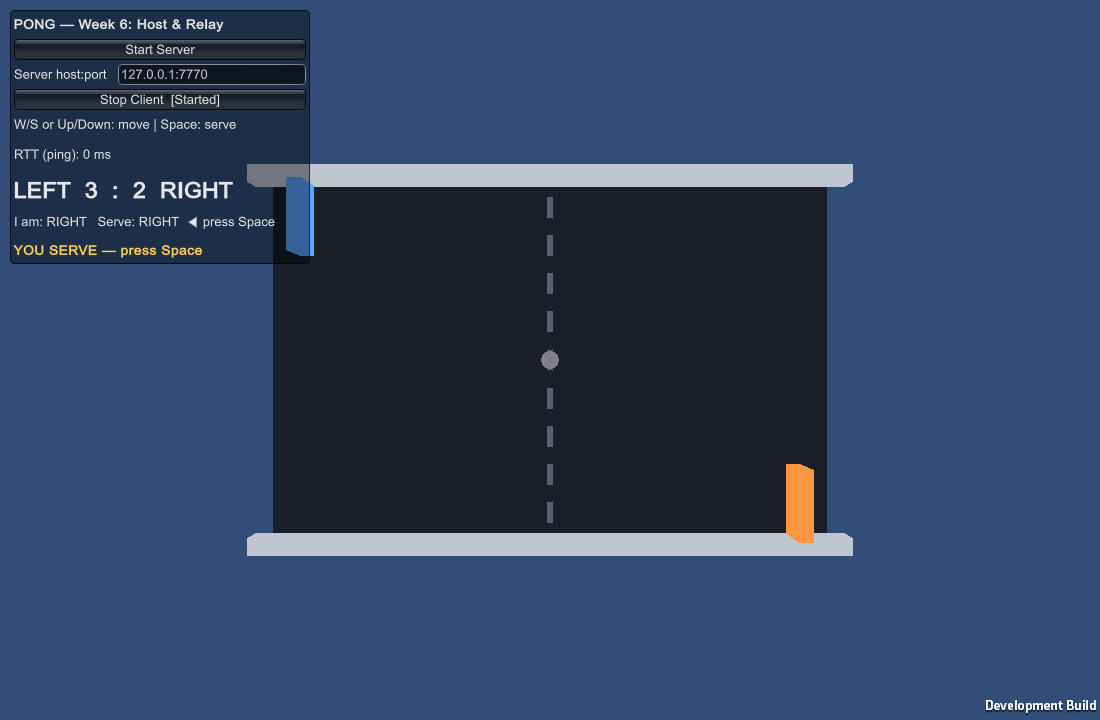 PONG — Week 6: Host & Relay
Start Server
Server host:port 127.0.0.1:7770
Stop Client [Started]
W/S or Up/Down: move | Space: serve
RTT (ping): 0 ms
LEFT 3 : 2 RIGHT
I am: RIGHT Serve: RIGHT ◀ press Space
YOU SERVE — press Space
Development Build